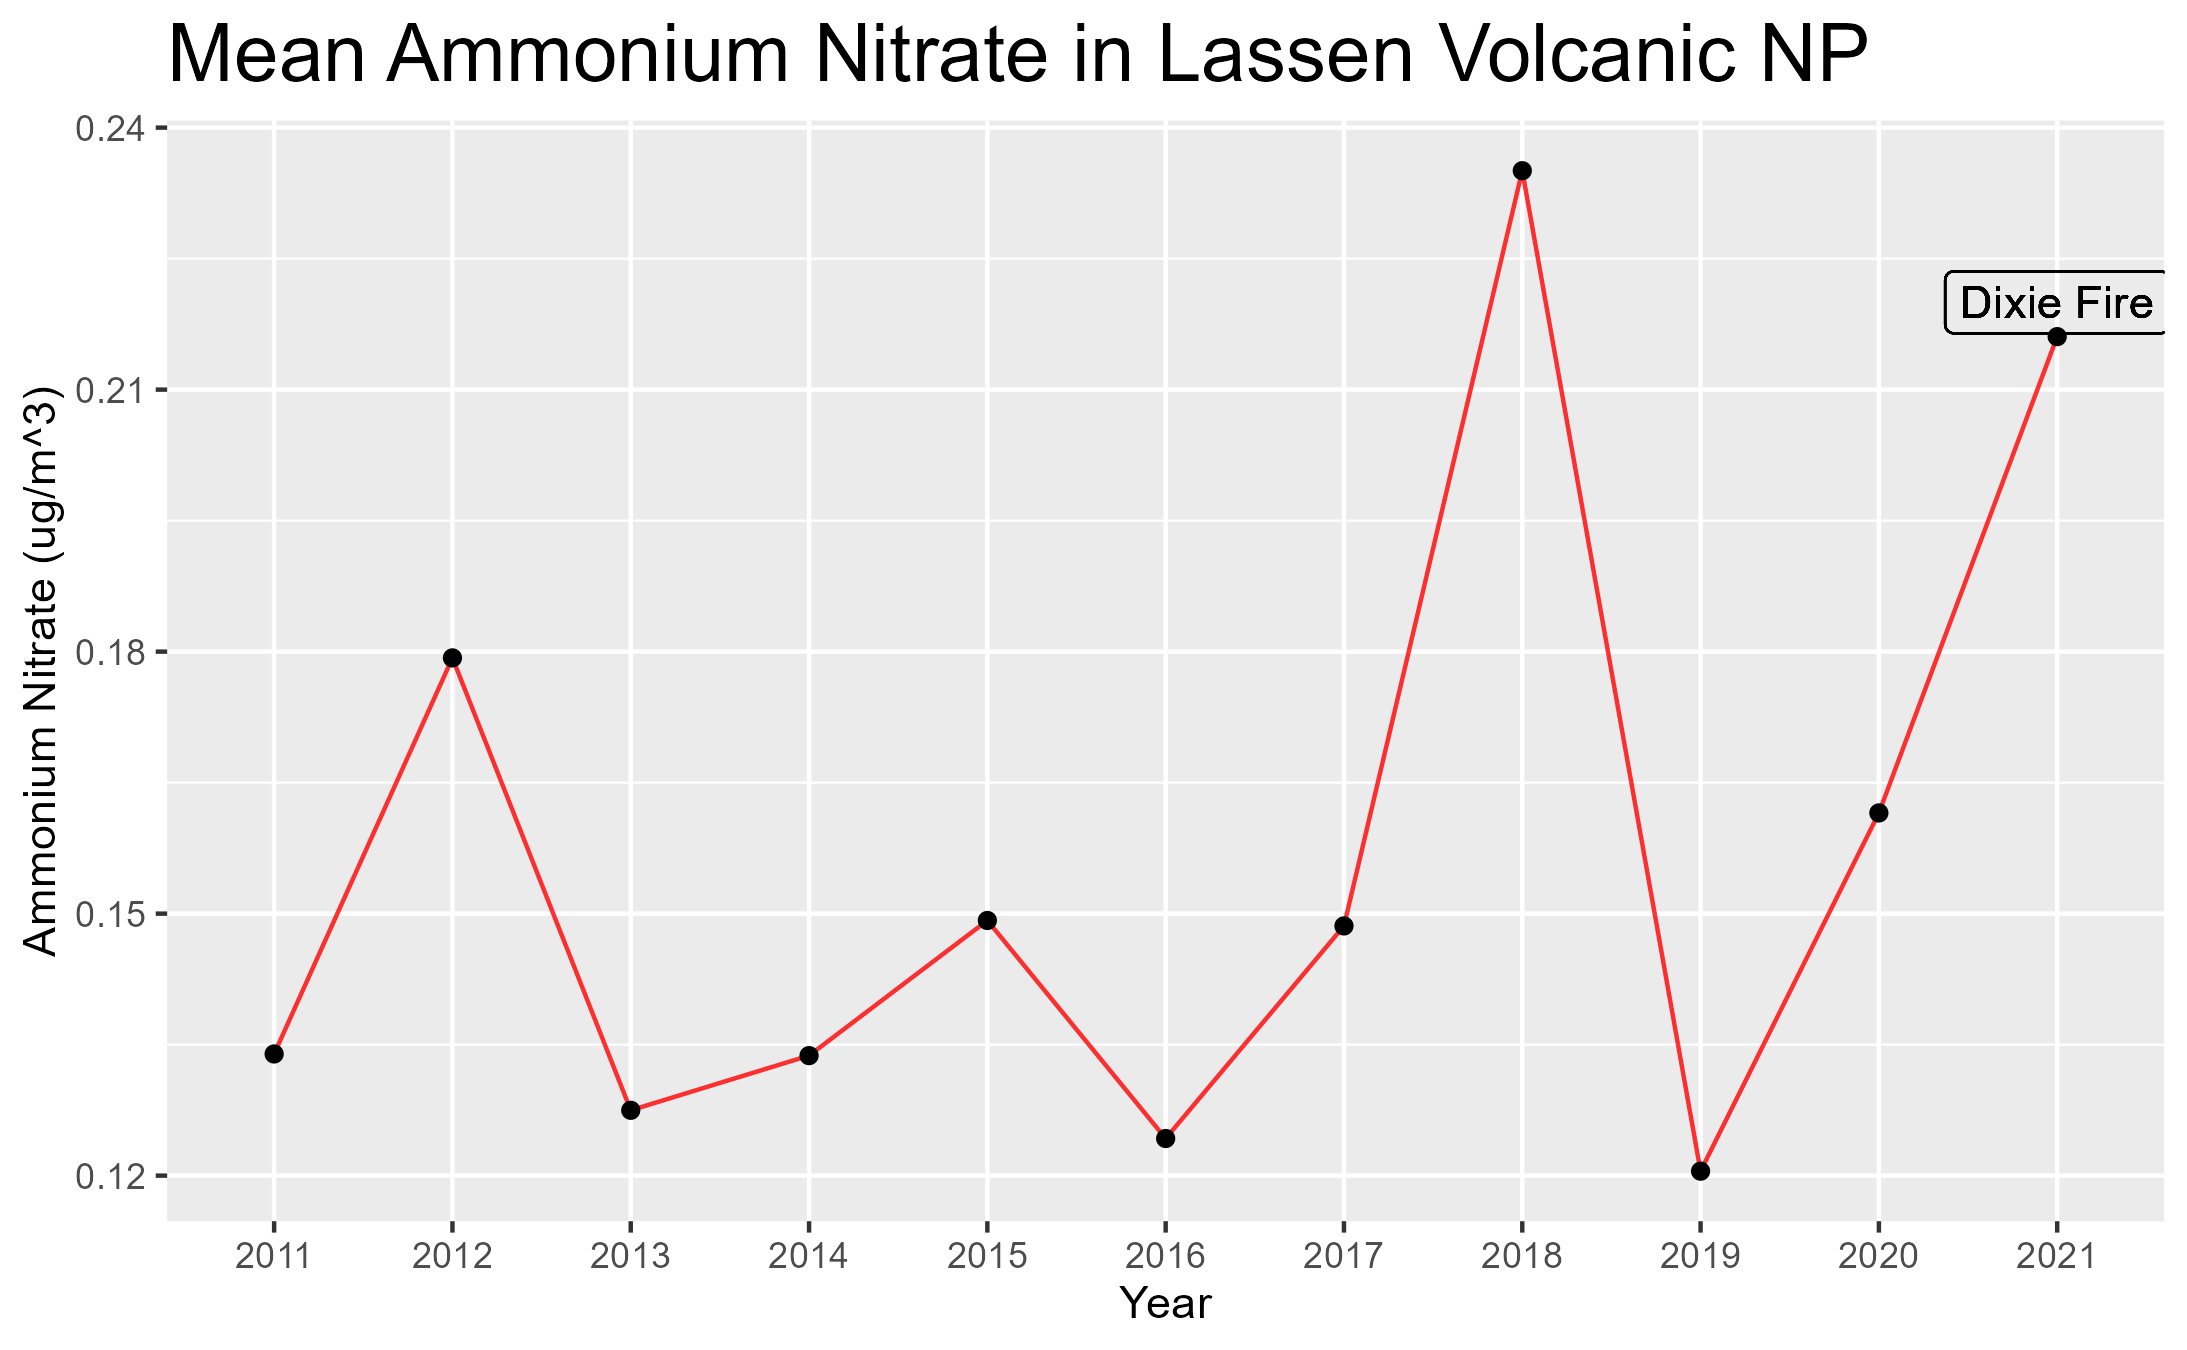 Mean Ammonium Nitrate in Lassen Volcanic NP
Ammonium Nitrate (ug/m^3)
0.24
0.21
0.18
0.15
0.12
Dixie Fire
2011 2012 2013 2014 2015 2016 2017 2018 2019 2020 2021
Year